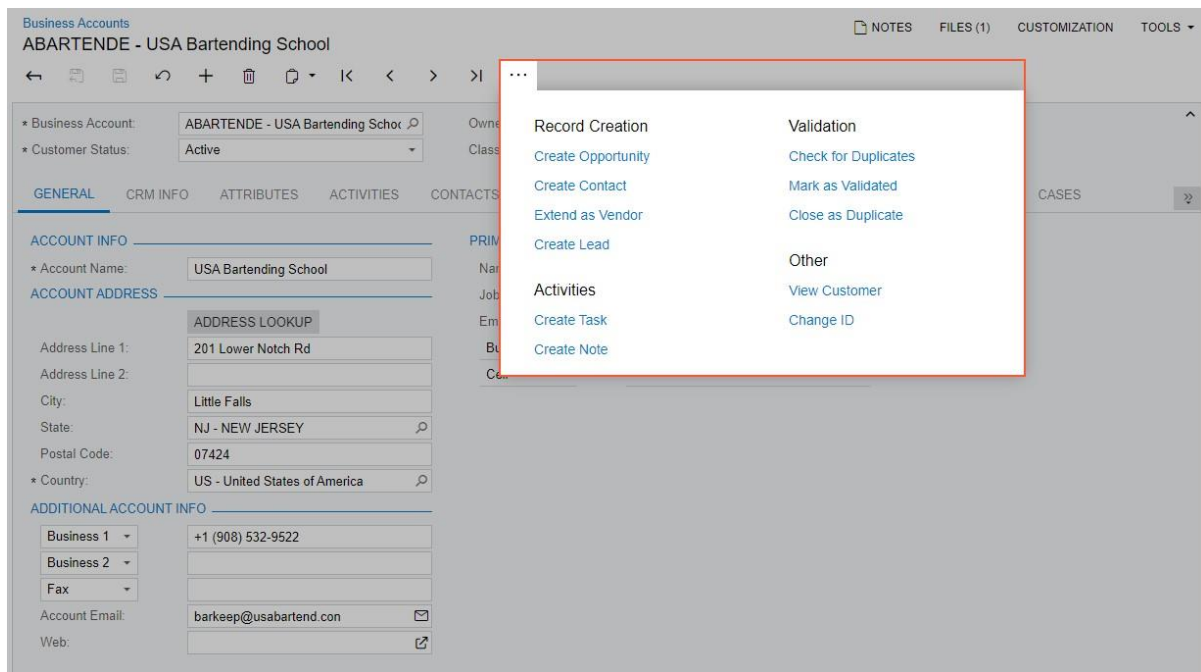 Business Accounts
ABARTENDE - USA Bartending School
NOTES FILES (1) CUSTOMIZATION TOOLS
* Business Account: ABARTENDE - USA Bartending Schoc
* Customer Status: Active
Owne
Class
GENERAL CRM INFO ATTRIBUTES ACTIVITIES CONTACTS CASES
ACCOUNT INFO
* Account Name: USA Bartending School
ACCOUNT ADDRESS
ADDRESS LOOKUP
Address Line 1: 201 Lower Notch Rd
Address Line 2:
City: Little Falls
State: NJ - NEW JERSEY
Postal Code: 07424
* Country: US - United States of America
ADDITIONAL ACCOUNT INFO
Business 1 +1 (908) 532-9522
Business 2
Fax
Account Email: barkeep@usabartend.con
Web:
PRIM
Nar
Job
Em
Bu
Record Creation
Create Opportunity
Create Contact
Extend as Vendor
Create Lead
Activities
Create Task
Create Note
Validation
Check for Duplicates
Mark as Validated
Close as Duplicate
Other
View Customer
Change ID